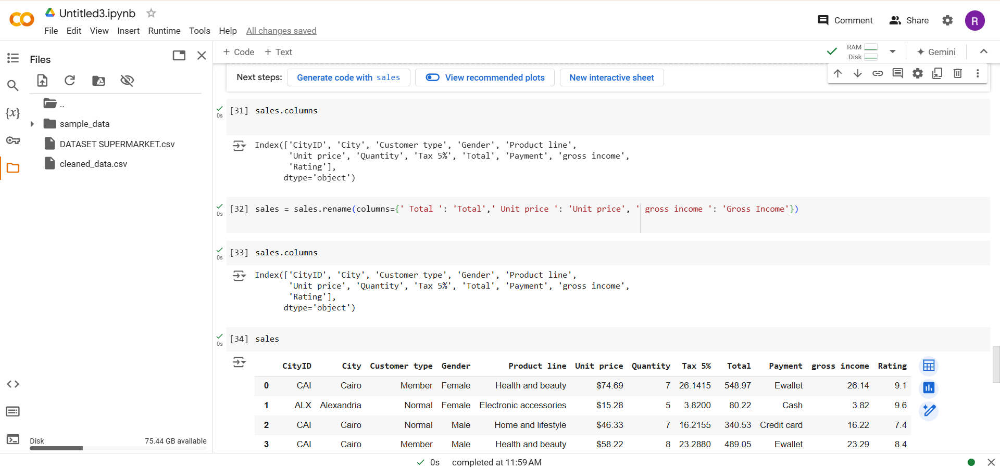 Untitled3.ipynb
File Edit View Insert Runtime Tools Help All changes saved
Comment Share R
Files
+ Code + Text
RAM
Disk
Gemini
Next steps: Generate code with sales View recommended plots New interactive sheet
..
sample_data
DATASET SUPERMARKET.csv
cleaned_data.csv
{x}
0s [31] sales.columns
Index(['CityID', 'City', 'Customer type', 'Gender', 'Product line',
'Unit price', 'Quantity', 'Tax 5%', 'Total', 'Payment', 'gross income',
'Rating'],
dtype='object')
0s [32] sales = sales.rename(columns={' Total ': 'Total',' Unit price ': 'Unit price', ' gross income ': 'Gross Income'})
0s [33] sales.columns
Index(['CityID', 'City', 'Customer type', 'Gender', 'Product line',
'Unit price', 'Quantity', 'Tax 5%', 'Total', 'Payment', 'gross income',
'Rating'],
dtype='object')
0s [34] sales
CityID City Customer type Gender Product line Unit price Quantity Tax 5% Total Payment gross income Rating
0 CAI Cairo Member Female Health and beauty $74.69 7 26.1415 548.97 Ewallet 26.14 9.1
1 ALX Alexandria Normal Female Electronic accessories $15.28 5 3.8200 80.22 Cash 3.82 9.6
2 CAI Cairo Normal Male Home and lifestyle $46.33 7 16.2155 340.53 Credit card 16.22 7.4
3 CAI Cairo Member Male Health and beauty $58.22 8 23.2880 489.05 Ewallet 23.29 8.4
Disk 75.44 GB available
0s completed at 11:59 AM